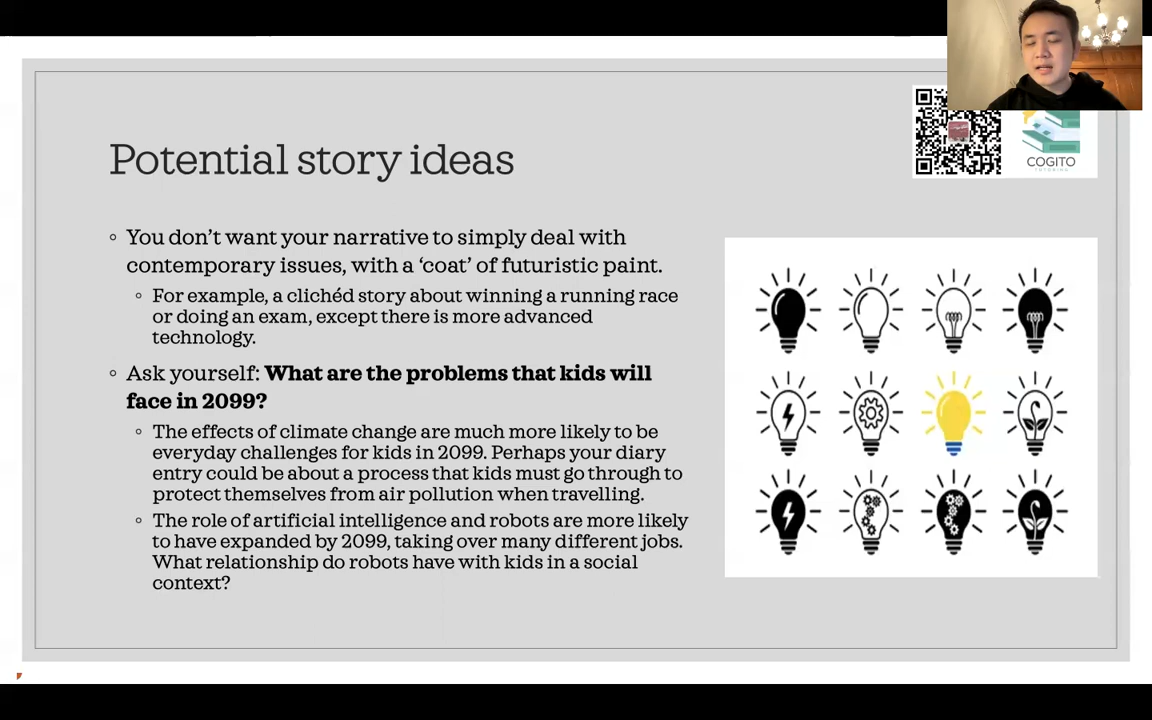 Potential story ideas
COGITO
TUTORING
◦ You don't want your narrative to simply deal with
contemporary issues, with a 'coat' of futuristic paint.
◦ For example, a clichéd story about winning a running race
or doing an exam, except there is more advanced
technology.
◦ Ask yourself: What are the problems that kids will
face in 2099?
◦ The effects of climate change are much more likely to be
everyday challenges for kids in 2099. Perhaps your diary
entry could be about a process that kids must go through to
protect themselves from air pollution when travelling.
◦ The role of artificial intelligence and robots are more likely
to have expanded by 2099, taking over many different jobs.
What relationship do robots have with kids in a social
context?